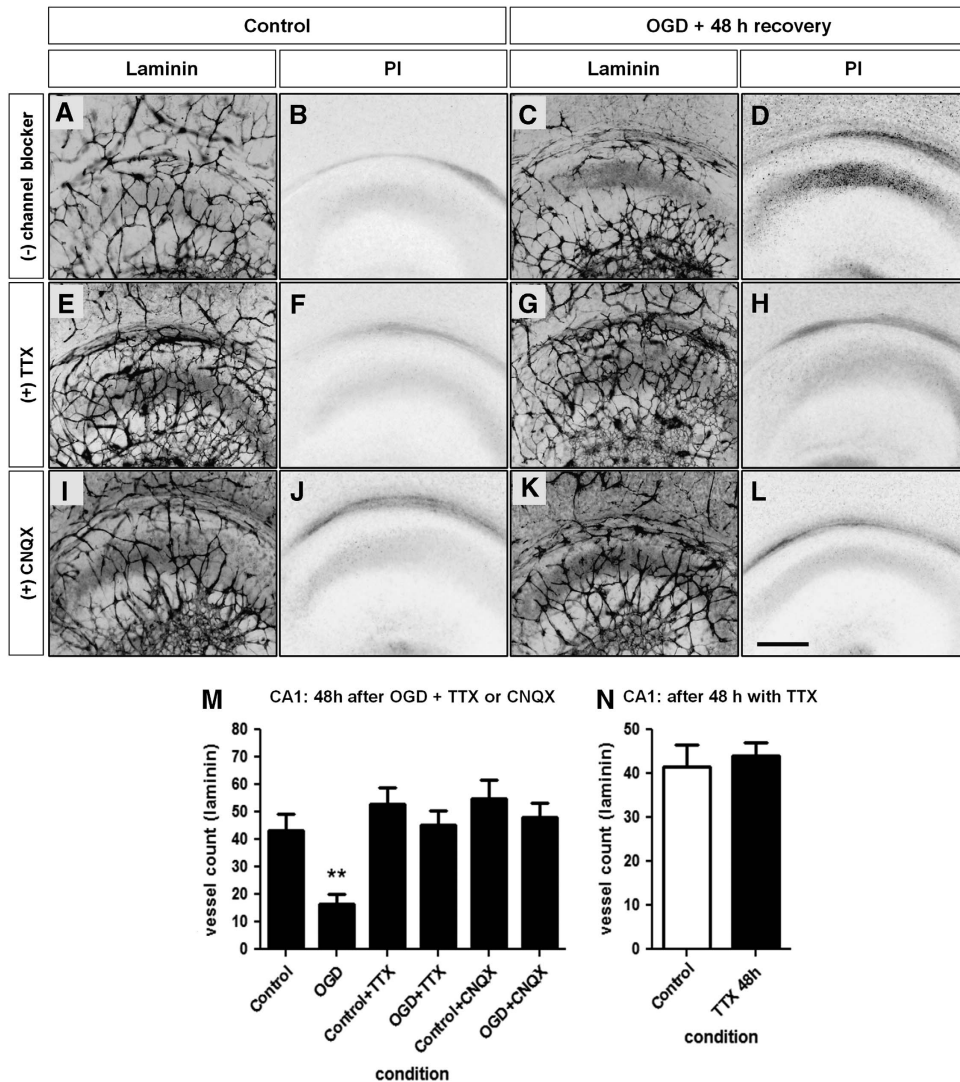 Control
OGD + 48 h recovery
Laminin
PI
Laminin
PI
(-) channel blocker
A
B
C
D
(+) TTX
E
F
G
H
(+) CNQX
I
J
K
L
M
CA1: 48h after OGD + TTX or CNQX
vessel count (laminin)
80
70
60
50
40
30
20
10
0
**
Control
OGD
Control+TTX
OGD+TTX
Control+CNQX
OGD+CNQX
condition
N
CA1: after 48 h with TTX
vessel count (laminin)
50
40
30
20
10
0
Control
TTX 48h
condition